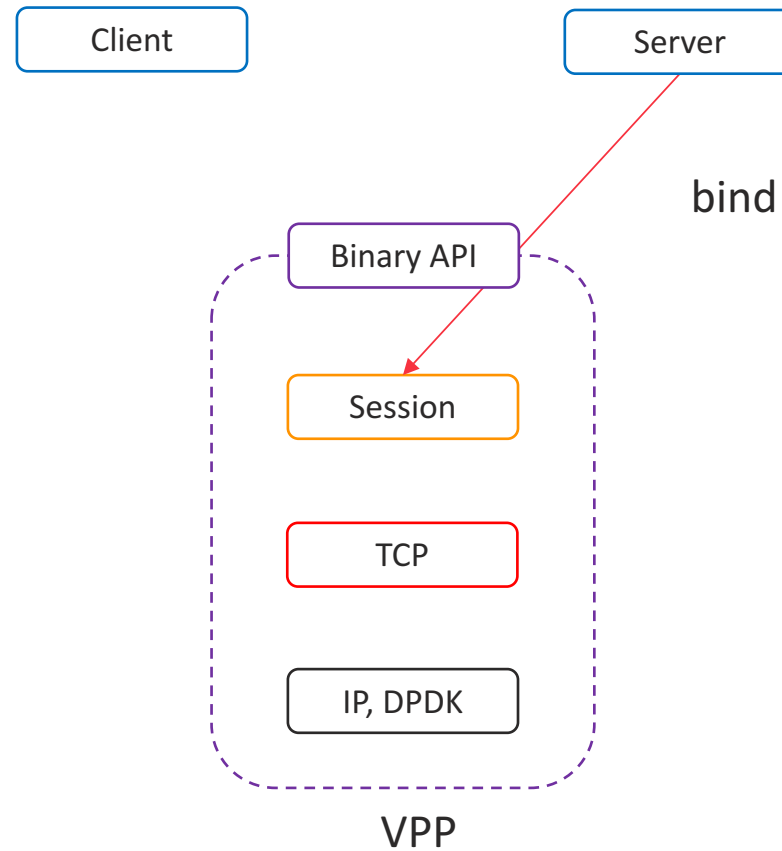 Client
Server
bind
Binary API
Session
TCP
IP, DPDK
VPP